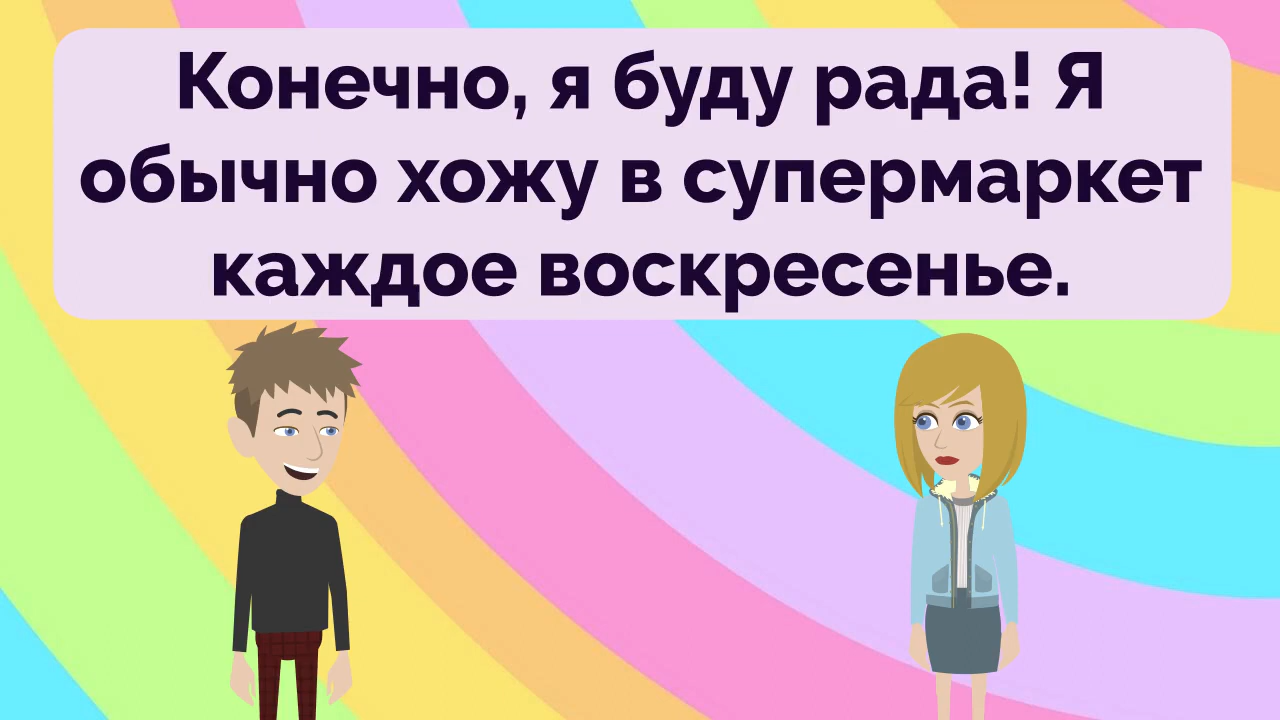 Конечно, я буду рада! Я
обычно хожу в супермаркет
каждое воскресенье.